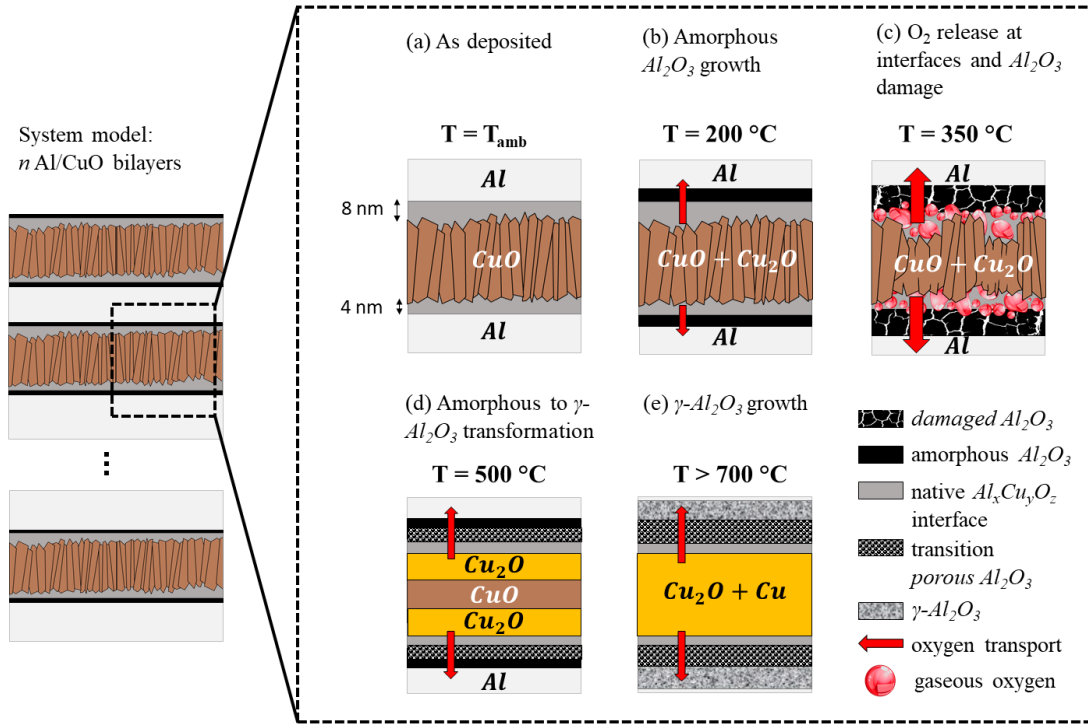 System model:
n Al/CuO bilayers
⋮
(a) As deposited
T = T_amb
Al
8 nm
CuO
4 nm
Al
(b) Amorphous
Al₂O₃ growth
T = 200 °C
Al
CuO + Cu₂O
Al
(c) O₂ release at
interfaces and Al₂O₃
damage
T = 350 °C
Al
CuO + Cu₂O
Al
(d) Amorphous to γ-
Al₂O₃ transformation
T = 500 °C
Cu₂O
CuO
Cu₂O
Al
(e) γ-Al₂O₃ growth
T > 700 °C
Cu₂O + Cu
damaged Al₂O₃
amorphous Al₂O₃
native AlₓCuᵧO_z
interface
transition
porous Al₂O₃
γ-Al₂O₃
oxygen transport
gaseous oxygen